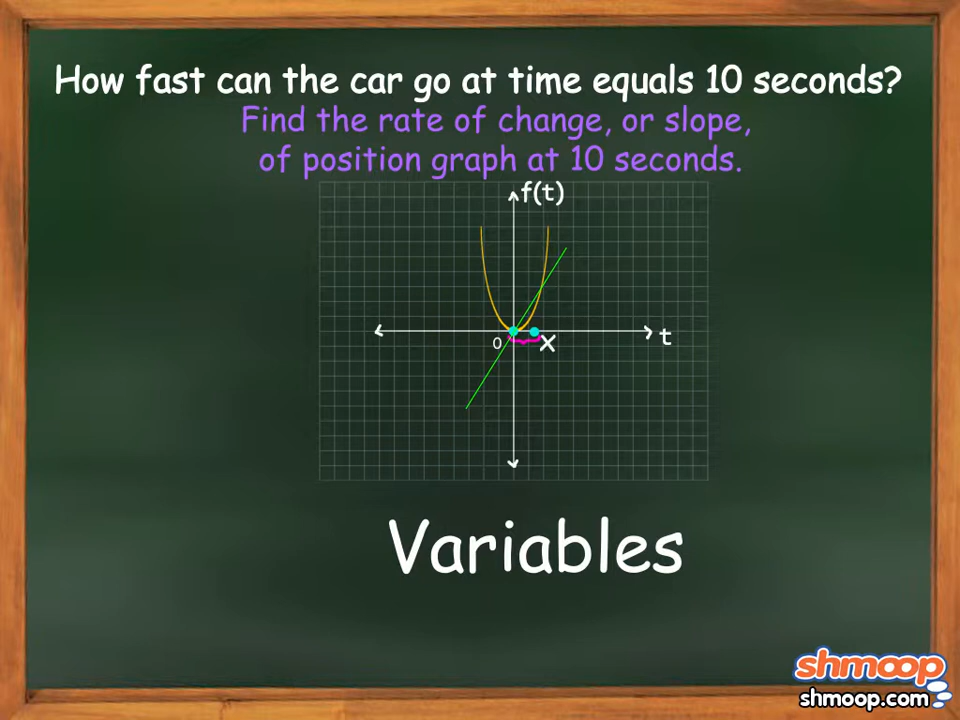 How fast can the car go at time equals 10 seconds?
Find the rate of change, or slope,
of position graph at 10 seconds.
f(t)
t
0
X
Variables
shmoop
shmoop.com